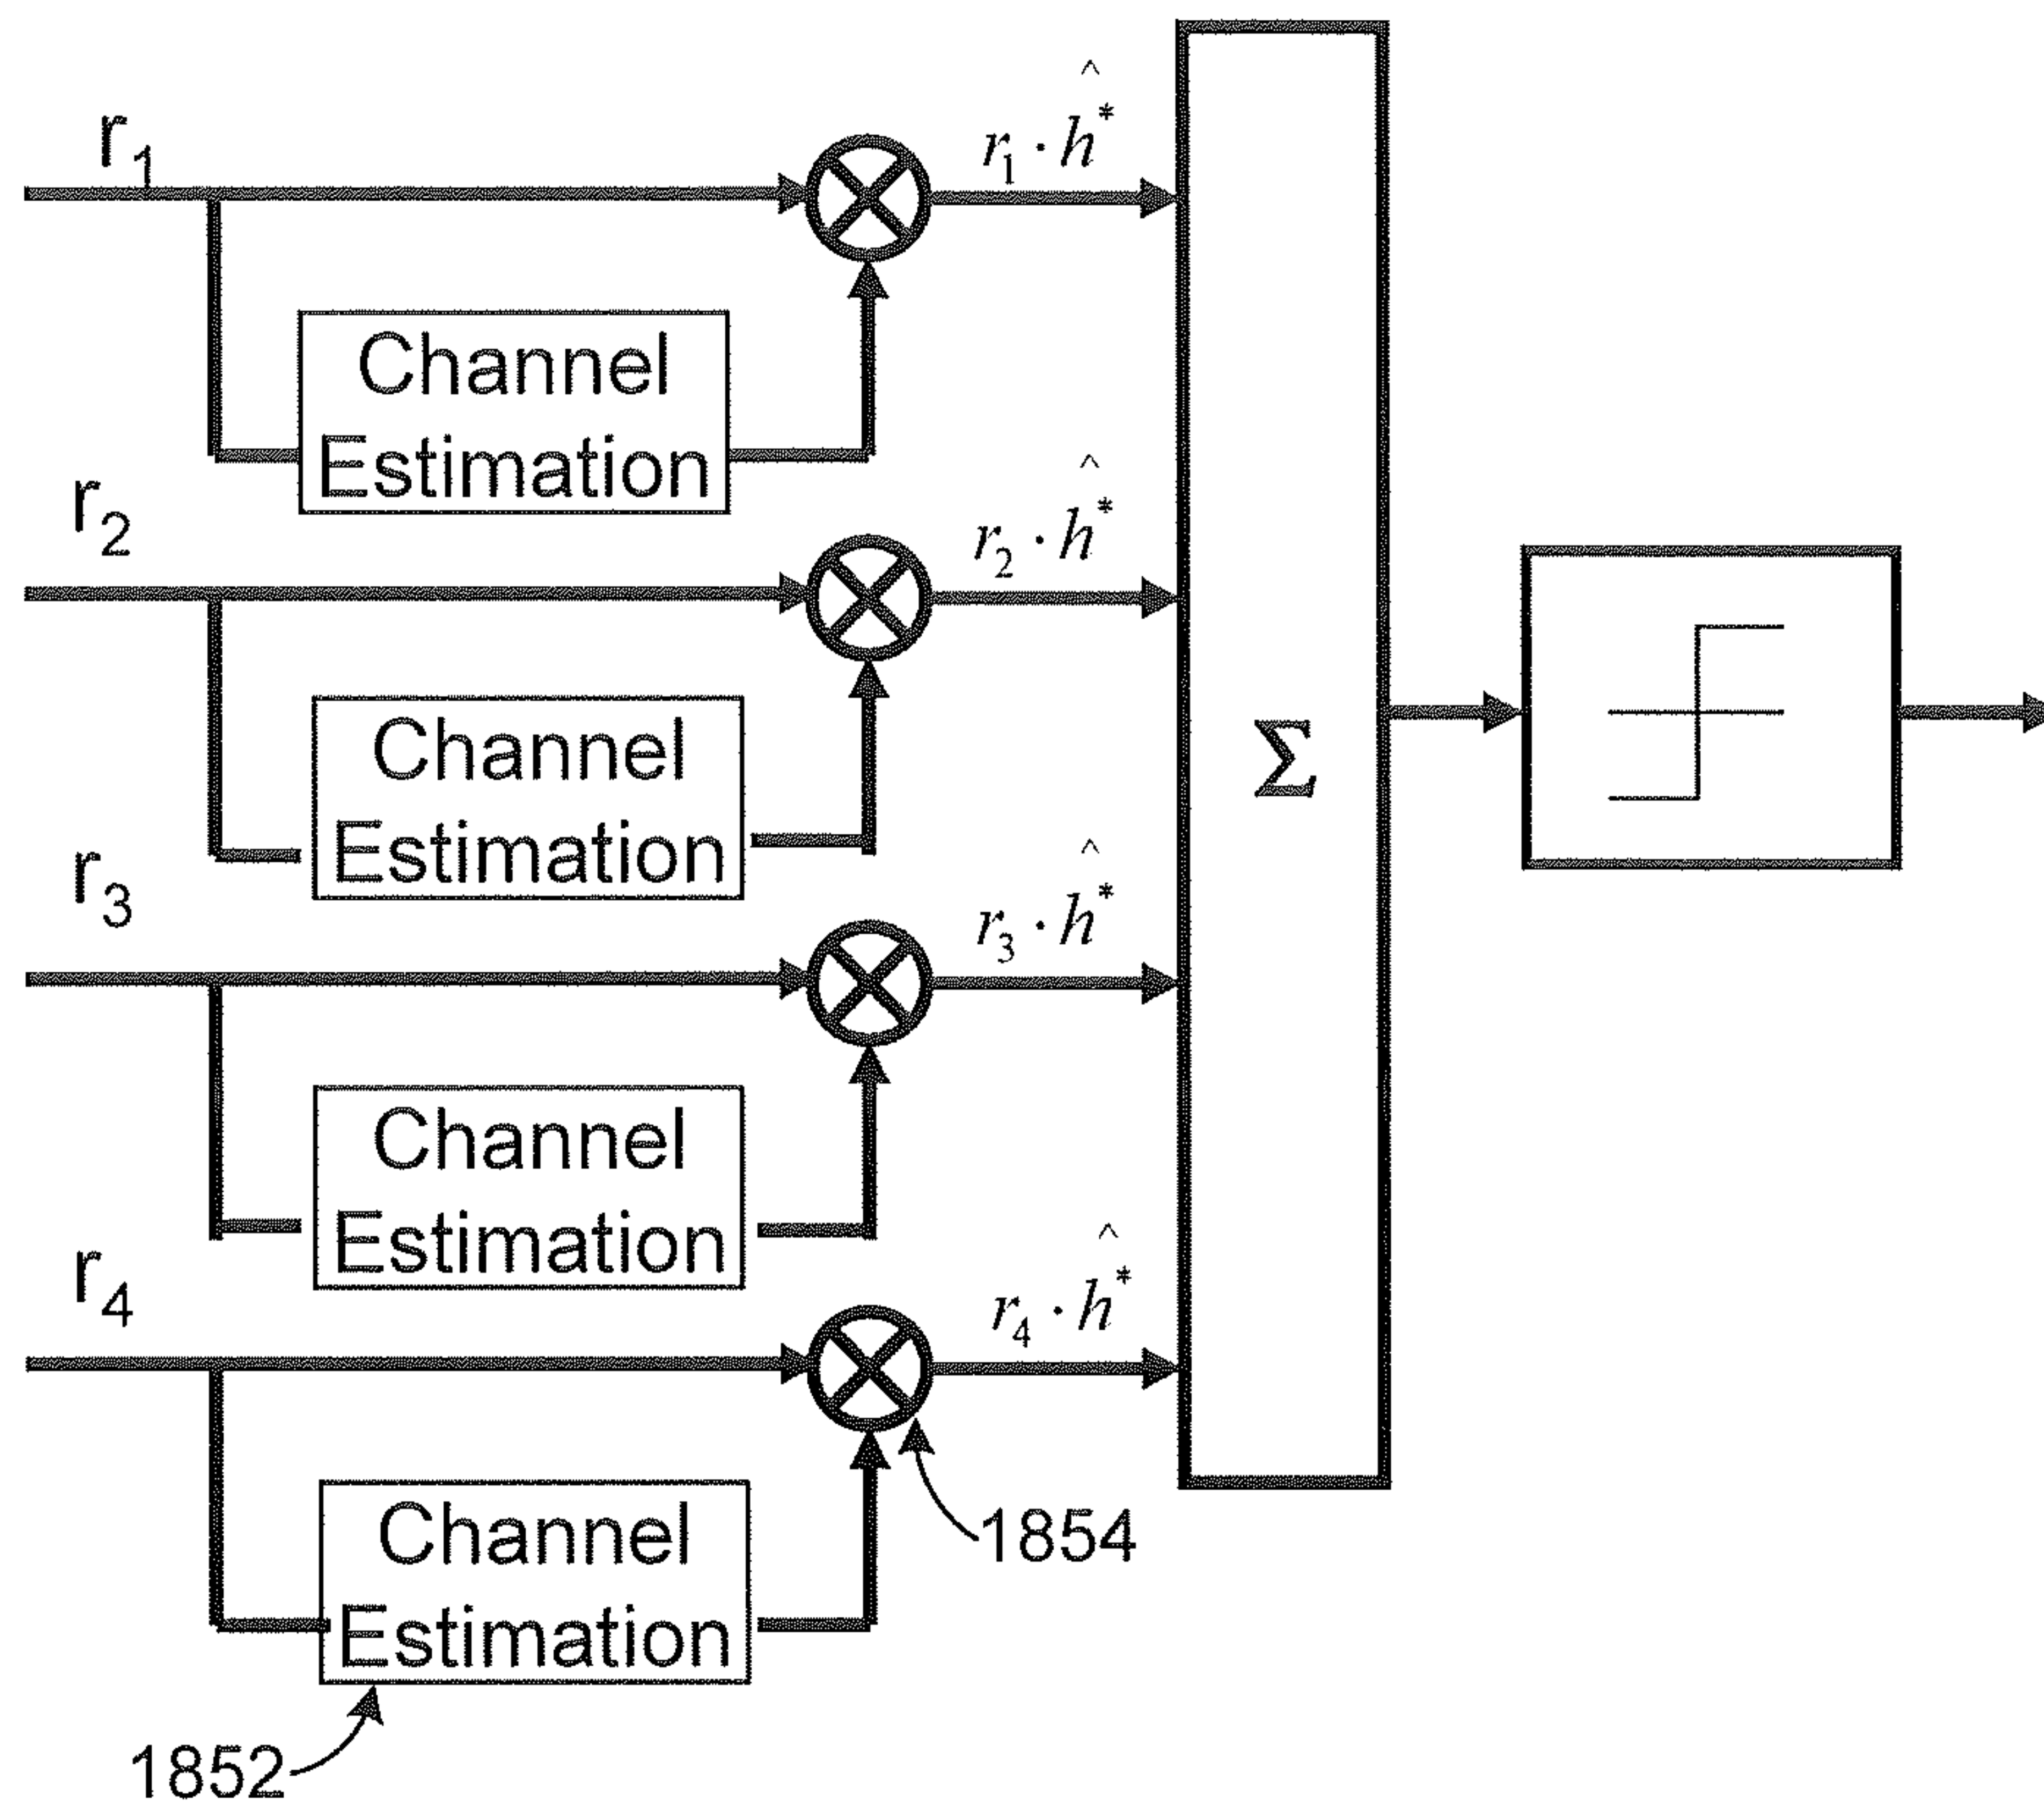 r₁
r₁ · ĥ*
Channel
Estimation
r₂
r₂ · ĥ*
Channel
Estimation
Σ
r₃
r₃ · ĥ*
Channel
Estimation
r₄
r₄ · ĥ*
Channel
Estimation
1854
1852